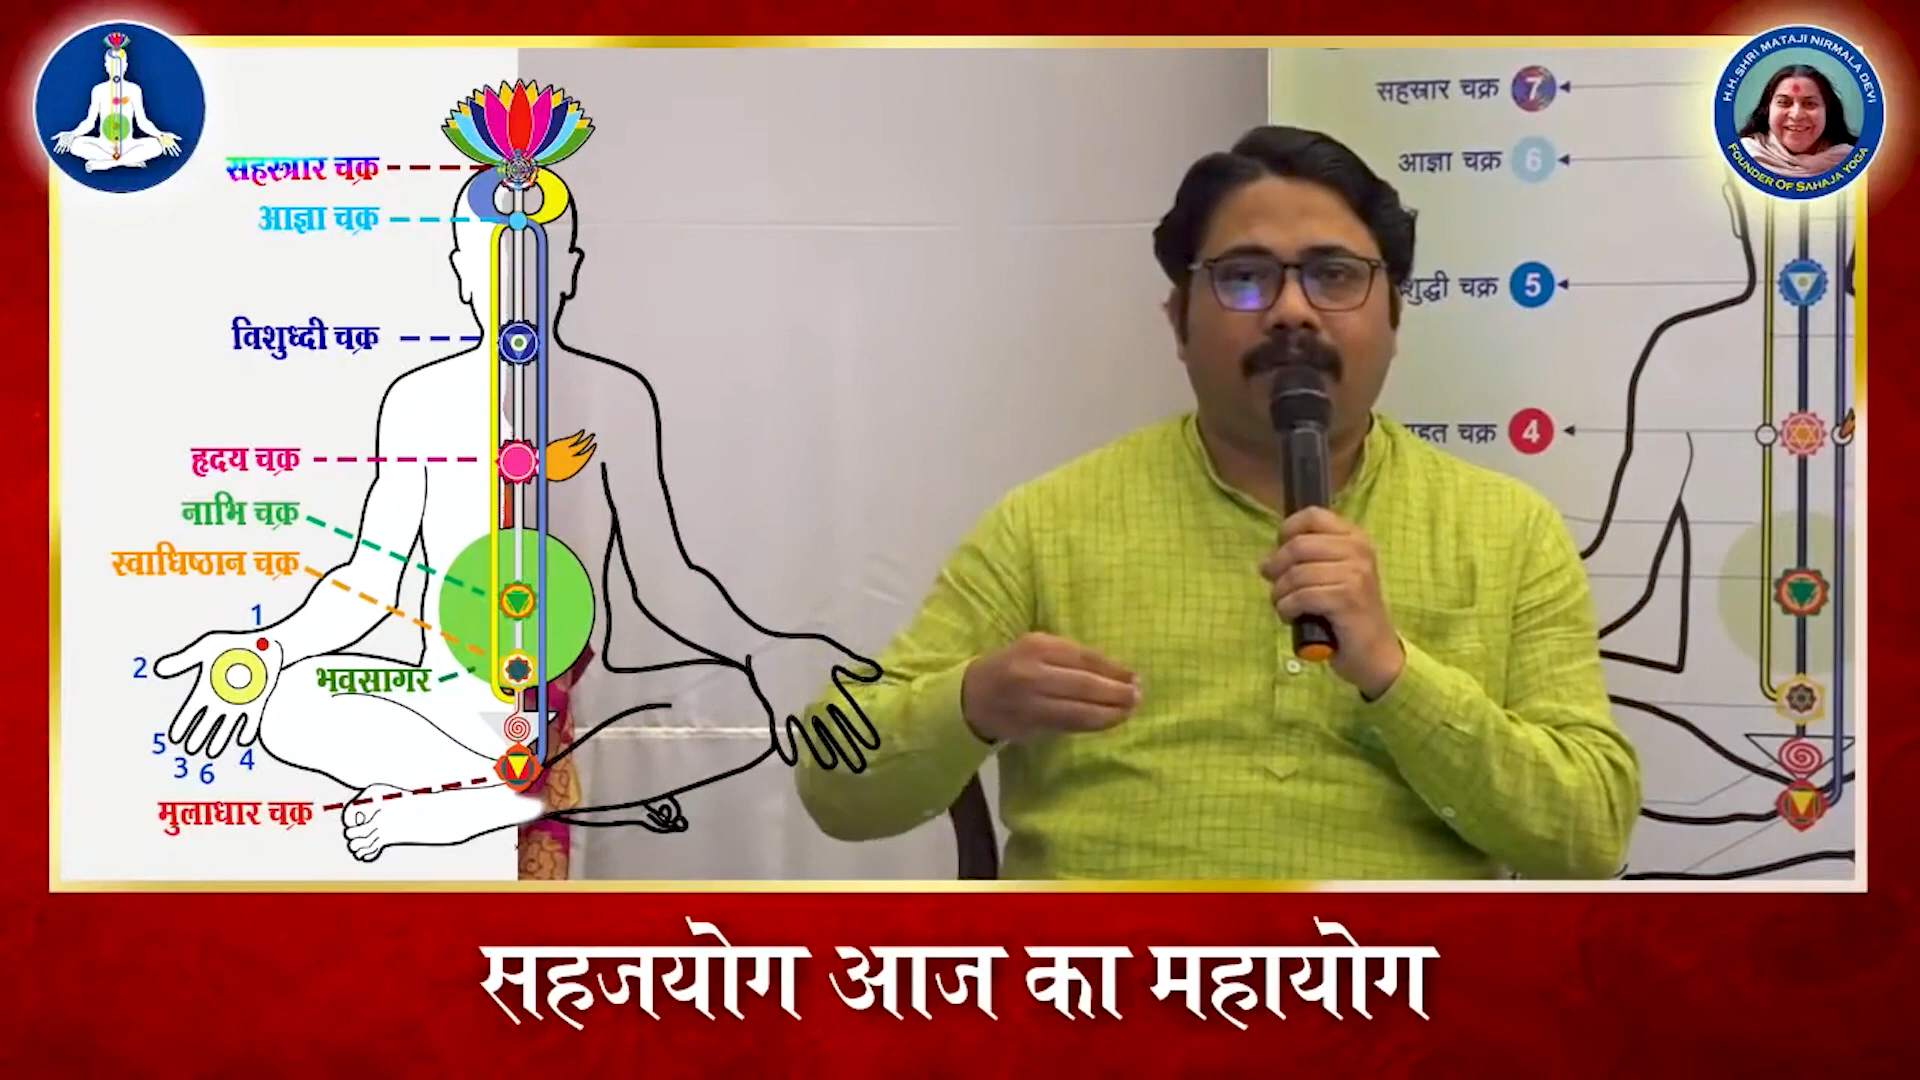 सहस्त्रार चक्र
आज्ञा चक्र
विशुध्दी चक्र
हृदय चक्र
नाभि चक्र
स्वाधिष्ठान चक्र
1
2
भवसागर
5
3
6
4
मुलाधार चक्र
सहस्रार चक्र 7
आज्ञा चक्र 6
शुद्धी चक्र 5
हत चक्र 4
H.H.SHRI MATAJI NIRMALA DEVI
FOUNDER OF SAHAJA YOGA
सहजयोग आज का महायोग